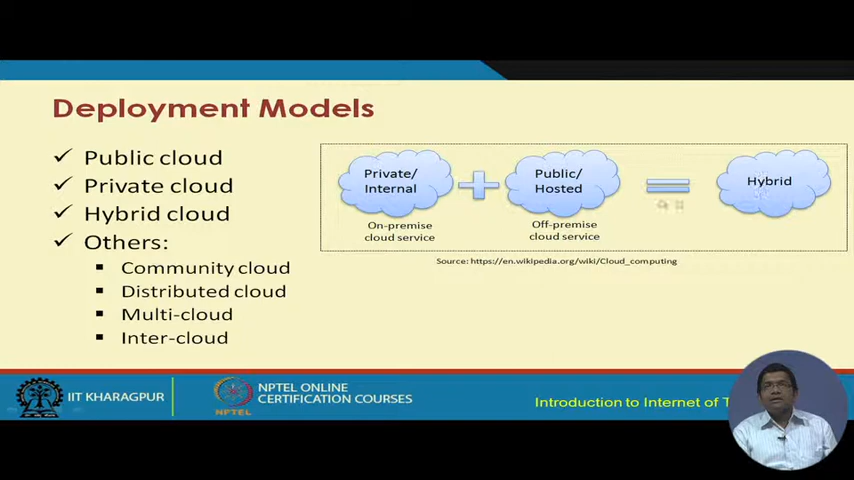 Deployment Models
✓ Public cloud
✓ Private cloud
✓ Hybrid cloud
✓ Others:
▪ Community cloud
▪ Distributed cloud
▪ Multi-cloud
▪ Inter-cloud
Private/
Internal
+
Public/
Hosted
=
Hybrid
On-premise
cloud service
Off-premise
cloud service
Source: https://en.wikipedia.org/wiki/Cloud_computing
IIT KHARAGPUR
NPTEL
NPTEL ONLINE
CERTIFICATION COURSES
Introduction to Internet of